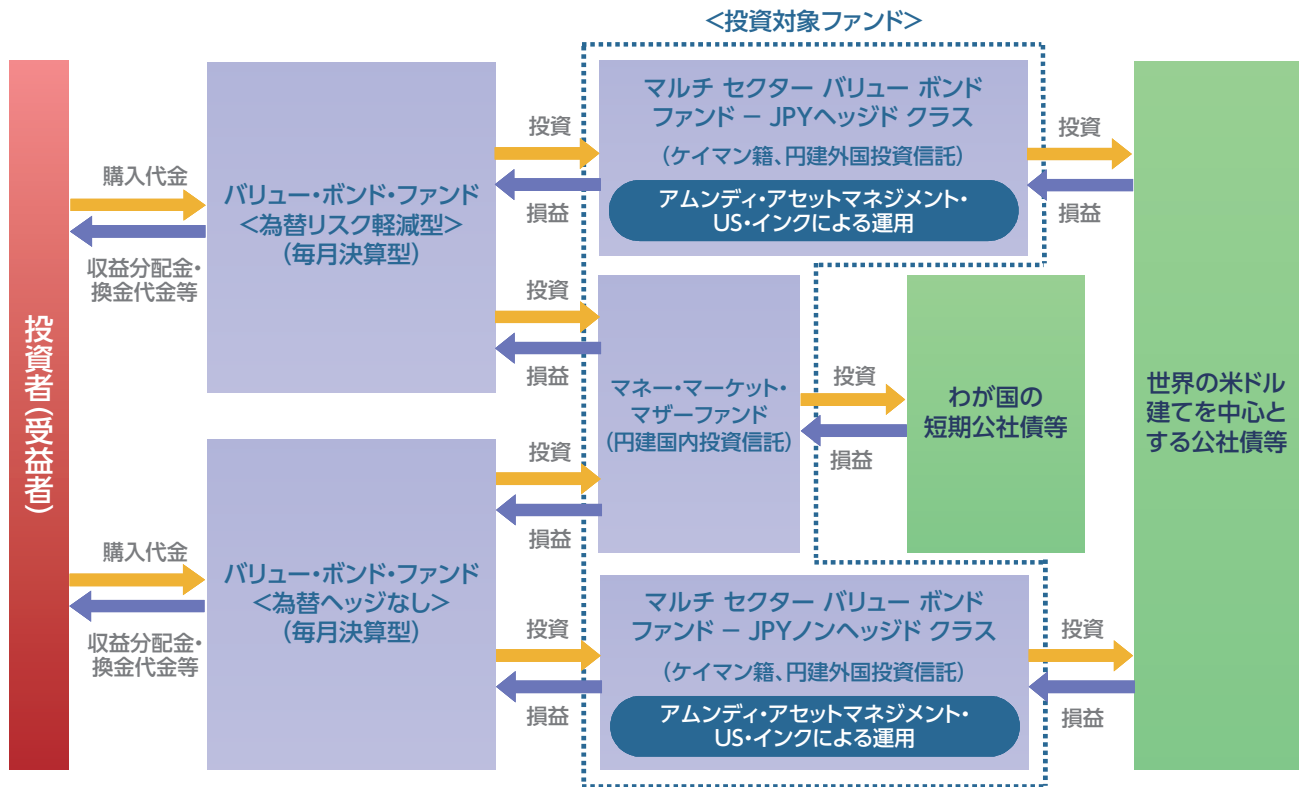 <投資対象ファンド>
投資者(受益者)
購入代金
収益分配金・
換金代金等
バリュー・ボンド・ファンド
<為替リスク軽減型>
(毎月決算型)
投資
損益
マルチ セクター バリュー ボンド
ファンド − JPYヘッジド クラス
(ケイマン籍、円建外国投資信託)
アムンディ・アセットマネジメント・
US・インクによる運用
投資
損益
投資
損益
マネー・マーケット・
マザーファンド
(円建国内投資信託)
投資
損益
わが国の
短期公社債等
世界の米ドル
建てを中心と
する公社債等
投資
損益
購入代金
収益分配金・
換金代金等
バリュー・ボンド・ファンド
<為替ヘッジなし>
(毎月決算型)
投資
損益
マルチ セクター バリュー ボンド
ファンド − JPYノンヘッジド クラス
(ケイマン籍、円建外国投資信託)
アムンディ・アセットマネジメント・
US・インクによる運用
投資
損益